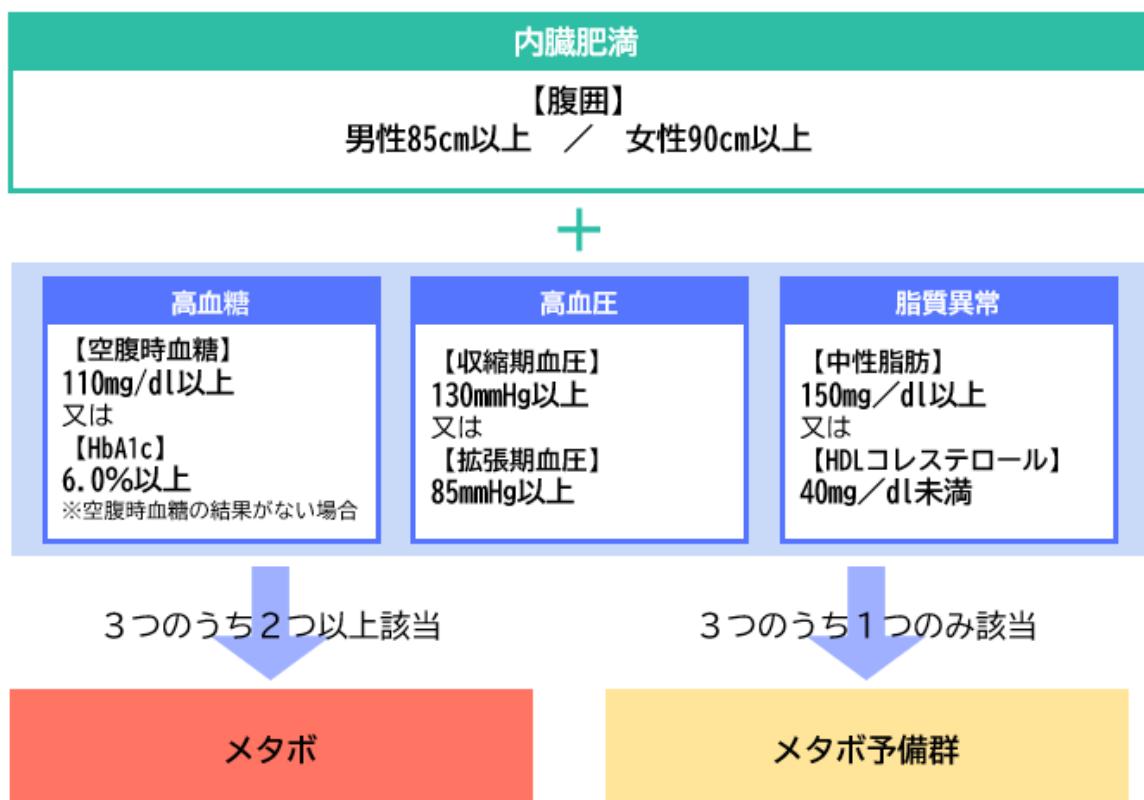 内臓肥満
【腹囲】
男性85cm以上　／　女性90cm以上
＋
高血糖
【空腹時血糖】
110mg/dl以上
又は
【HbA1c】
6.0%以上
※空腹時血糖の結果がない場合
高血圧
【収縮期血圧】
130mmHg以上
又は
【拡張期血圧】
85mmHg以上
脂質異常
【中性脂肪】
150mg／dl以上
又は
【HDLコレステロール】
40mg／dl未満
３つのうち２つ以上該当
３つのうち１つのみ該当
メタボ
メタボ予備群